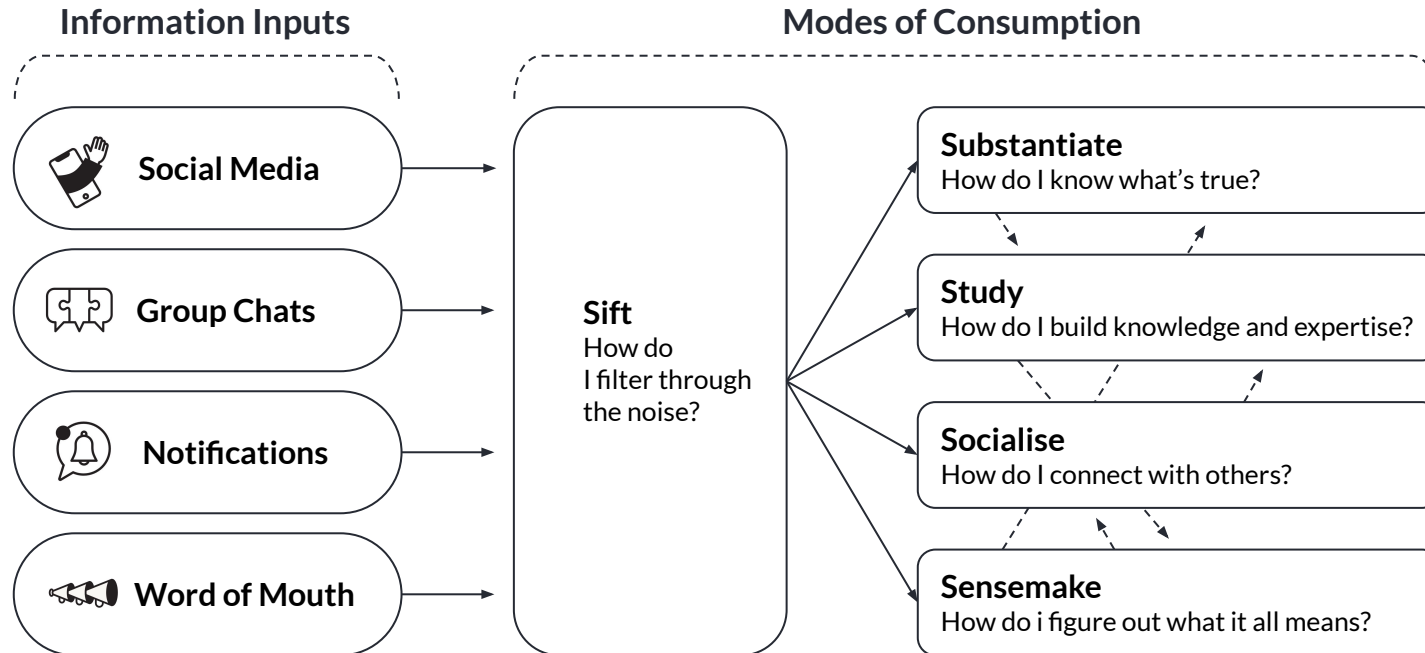 Information Inputs
Modes of Consumption
Social Media
Group Chats
Notifications
Word of Mouth
Sift
How do
I filter through
the noise?
Substantiate
How do I know what’s true?
Study
How do I build knowledge and expertise?
Socialise
How do I connect with others?
Sensemake
How do i figure out what it all means?